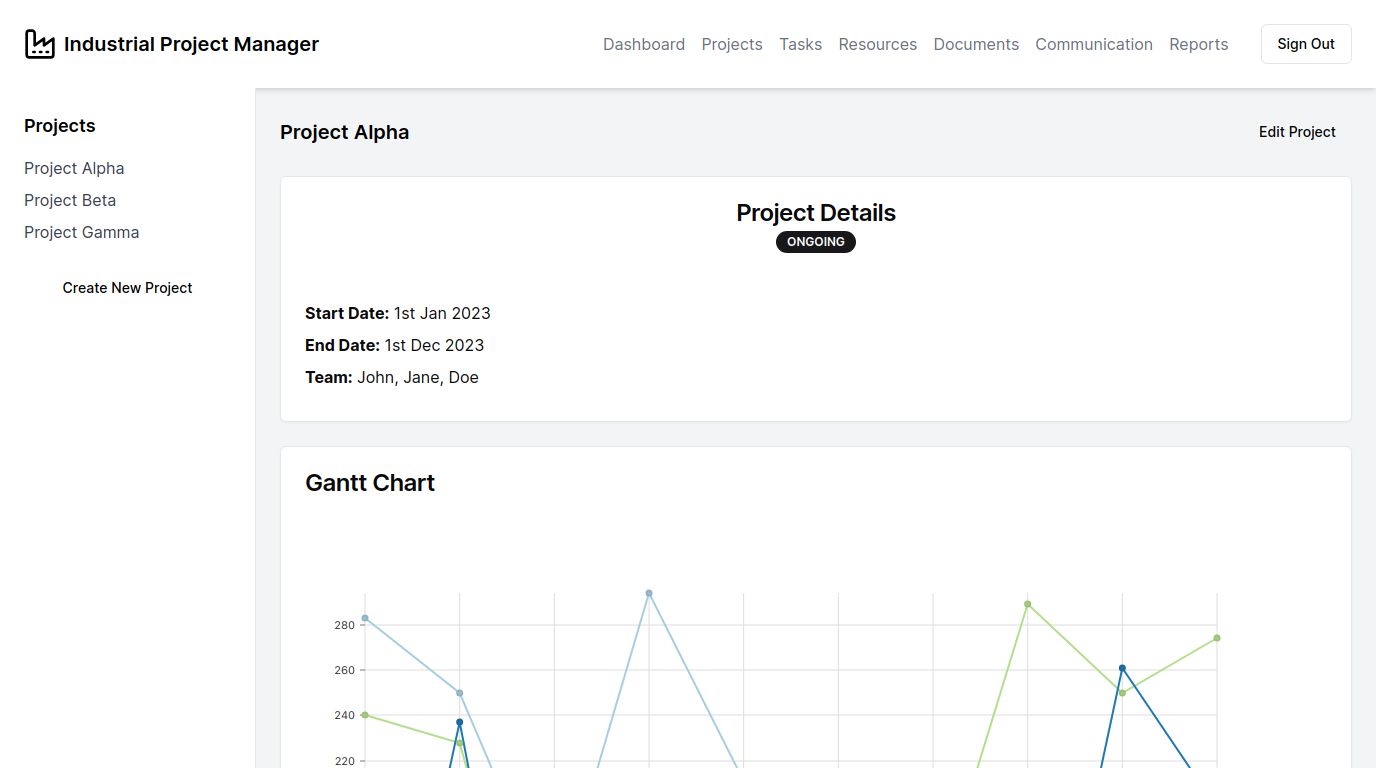 Industrial Project Manager
Dashboard Projects Tasks Resources Documents Communication Reports Sign Out
Projects
Project Alpha
Project Beta
Project Gamma
Create New Project
Project Alpha
Edit Project
Project Details
ONGOING
Start Date: 1st Jan 2023
End Date: 1st Dec 2023
Team: John, Jane, Doe
Gantt Chart
280
260
240
220